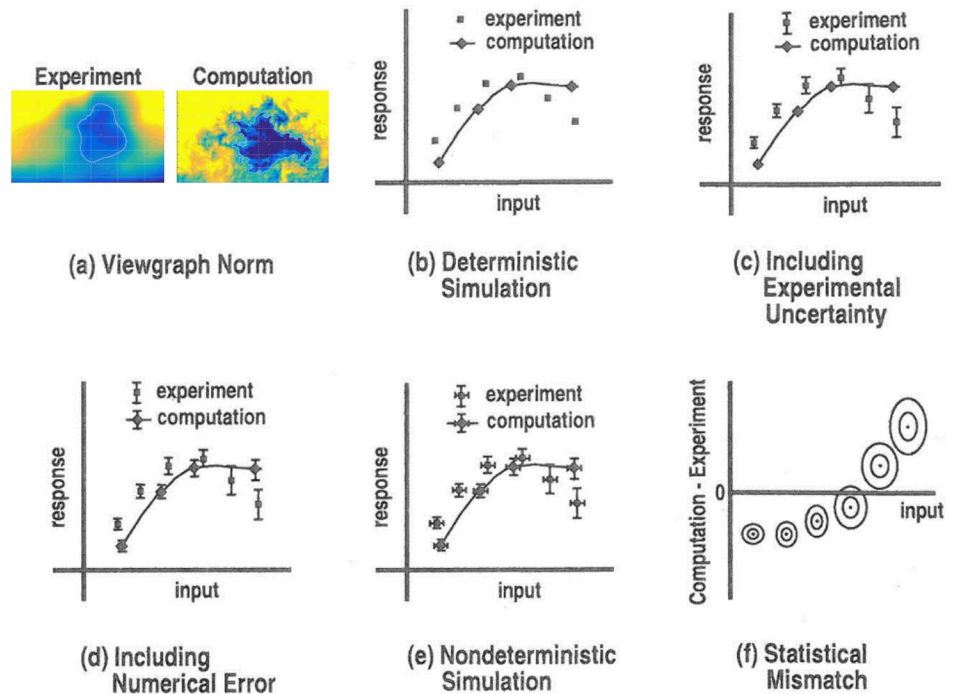 Experiment
Computation
(a) Viewgraph Norm
experiment
computation
response
input
(b) Deterministic
Simulation
experiment
computation
response
input
(c) Including
Experimental
Uncertainty
experiment
computation
response
input
(d) Including
Numerical Error
experiment
computation
response
input
(e) Nondeterministic
Simulation
Computation - Experiment
0
input
(f) Statistical
Mismatch